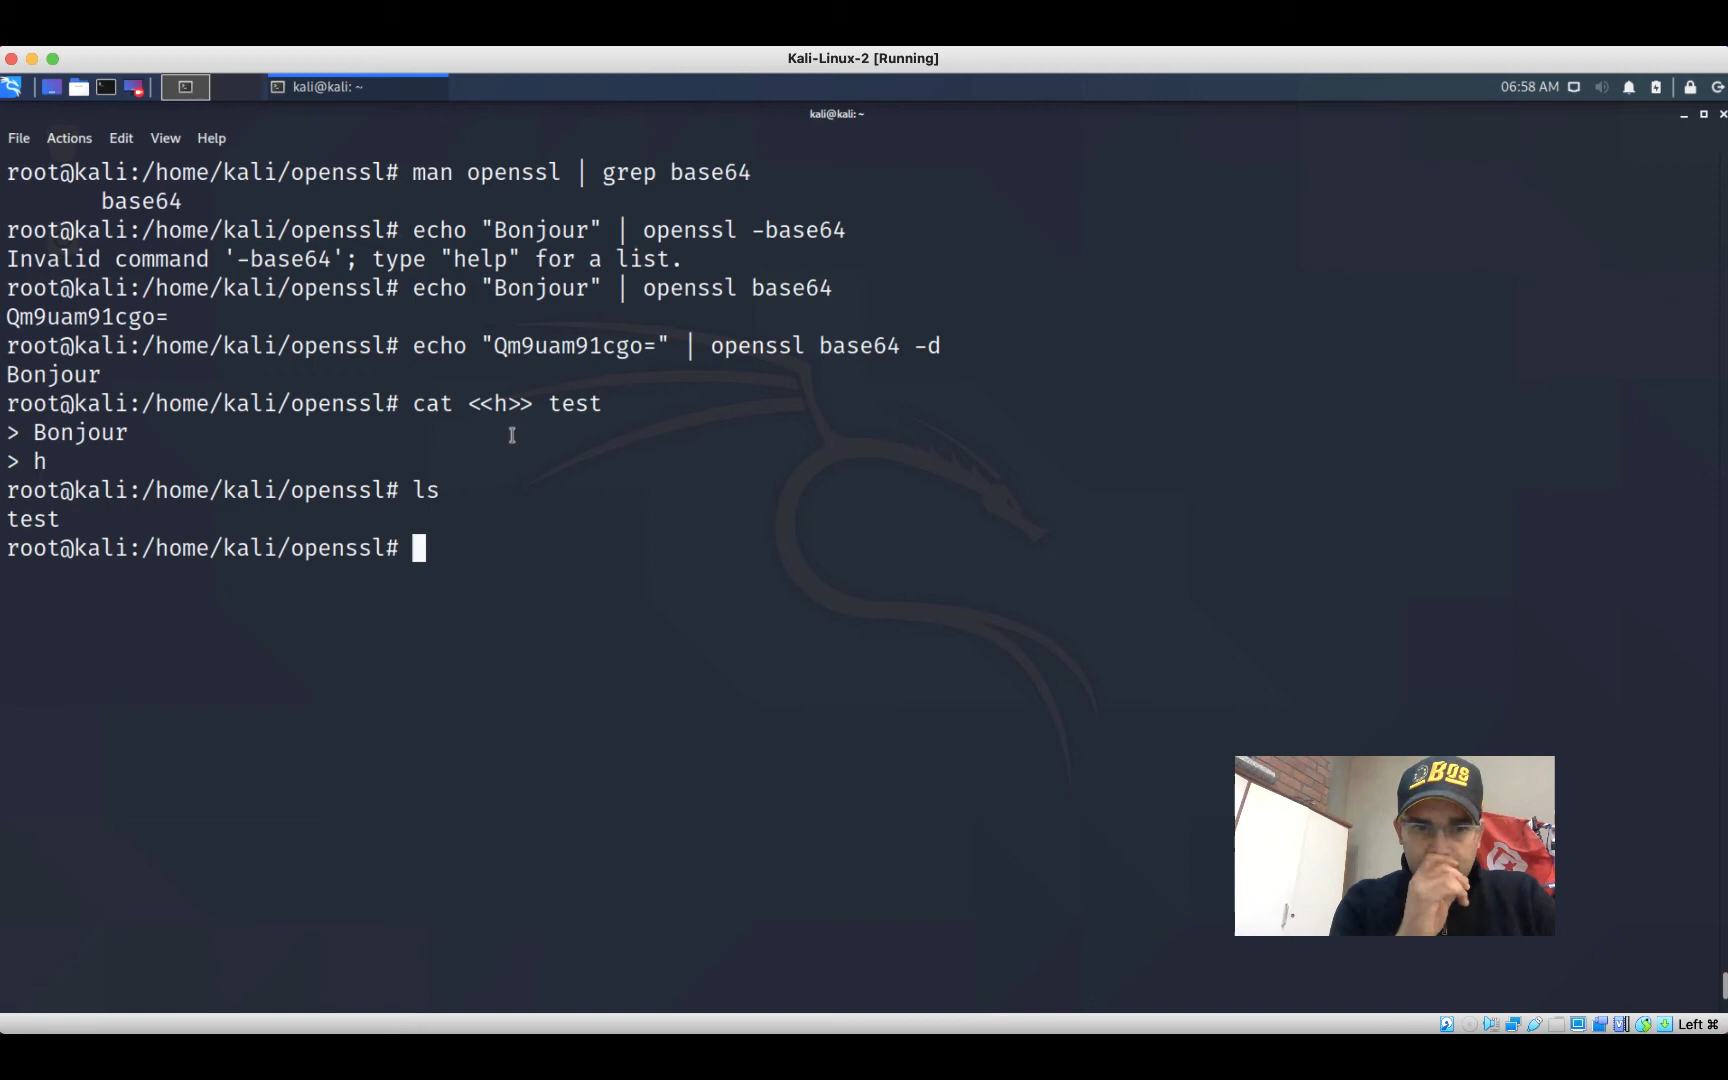 Kali-Linux-2 [Running]
kali@kali: ~
06:58 AM
kali@kali: ~
File Actions Edit View Help
root@kali:/home/kali/openssl# man openssl | grep base64
base64
root@kali:/home/kali/openssl# echo "Bonjour" | openssl -base64
Invalid command '-base64'; type "help" for a list.
root@kali:/home/kali/openssl# echo "Bonjour" | openssl base64
Qm9uam91cgo=
root@kali:/home/kali/openssl# echo "Qm9uam91cgo=" | openssl base64 -d
Bonjour
root@kali:/home/kali/openssl# cat <<h>> test
> Bonjour
> h
root@kali:/home/kali/openssl# ls
test
root@kali:/home/kali/openssl#
BOS
Left ⌘